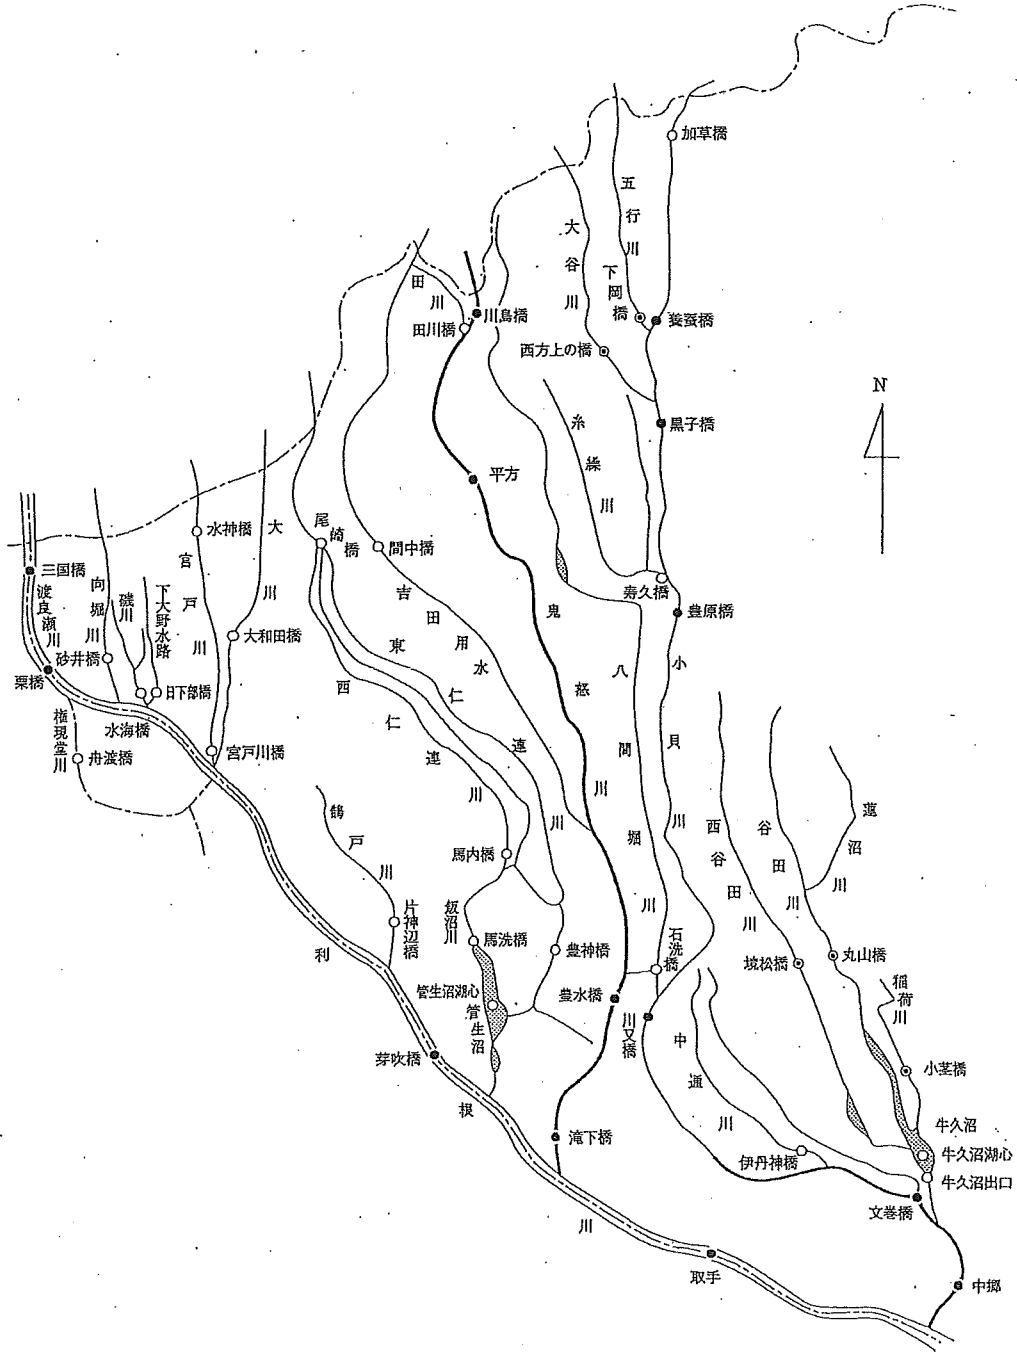 加草橋
五行川
大谷川
下岡橋
養蚕橋
田川
川島橋
田川橋
西方上の橋
N
糸繰川
黒子橋
平方
水神橋
大川
尾崎橋
間中橋
三国橋
渡良瀬川
向堀川
磯川
下大野水路
宮戸川
寿久橋
豊原橋
鬼怒川
吉田用水
大和田橋
東仁連川
西仁連川
八間堀川
小貝川
砂井橋
栗橋
日下部橋
水海橋
権現堂川
舟渡橋
宮戸川橋
鶴戸川
馬内橋
西谷田川
谷田川
蓮沼川
片神辺橋
飯沼川
馬洗橋
豊神橋
石洗橋
境松橋
丸山橋
稲荷川
利根川
菅生沼湖心
菅生沼
豊水橋
川又橋
中通川
芽吹橋
小茎橋
滝下橋
牛久沼
伊丹神橋
牛久沼湖心
牛久沼出口
文巻橋
取手
中郷